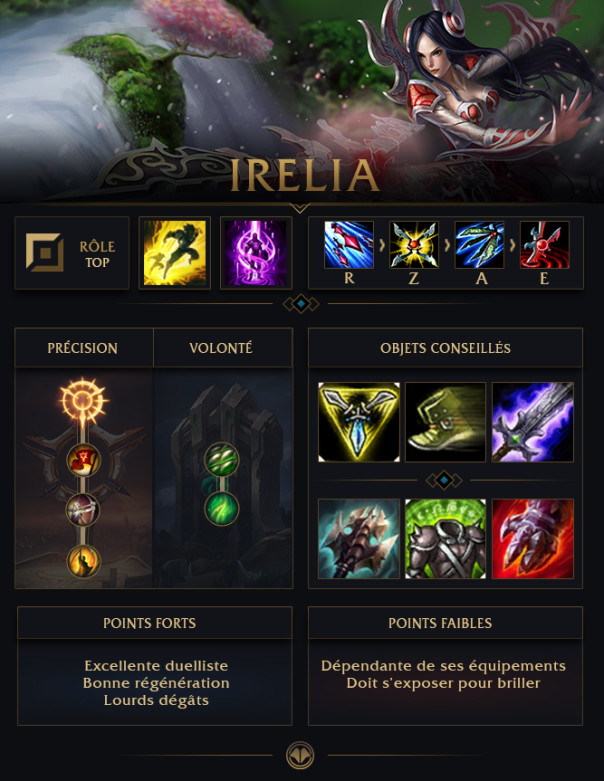 IRELIA
RÔLE
TOP
R
Z
A
E
PRÉCISION
VOLONTÉ
OBJETS CONSEILLÉS
POINTS FORTS
Excellente duelliste
Bonne régénération
Lourds dégâts
POINTS FAIBLES
Dépendante de ses équipements
Doit s'exposer pour briller